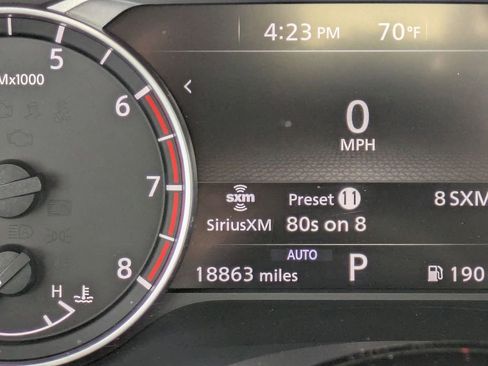 4:23 PM 70°F
5
Mx1000
6
0
MPH
7
sxm Preset 11 8 SXM
SiriusXM 80s on 8
AUTO
8
18863 miles P 190
H